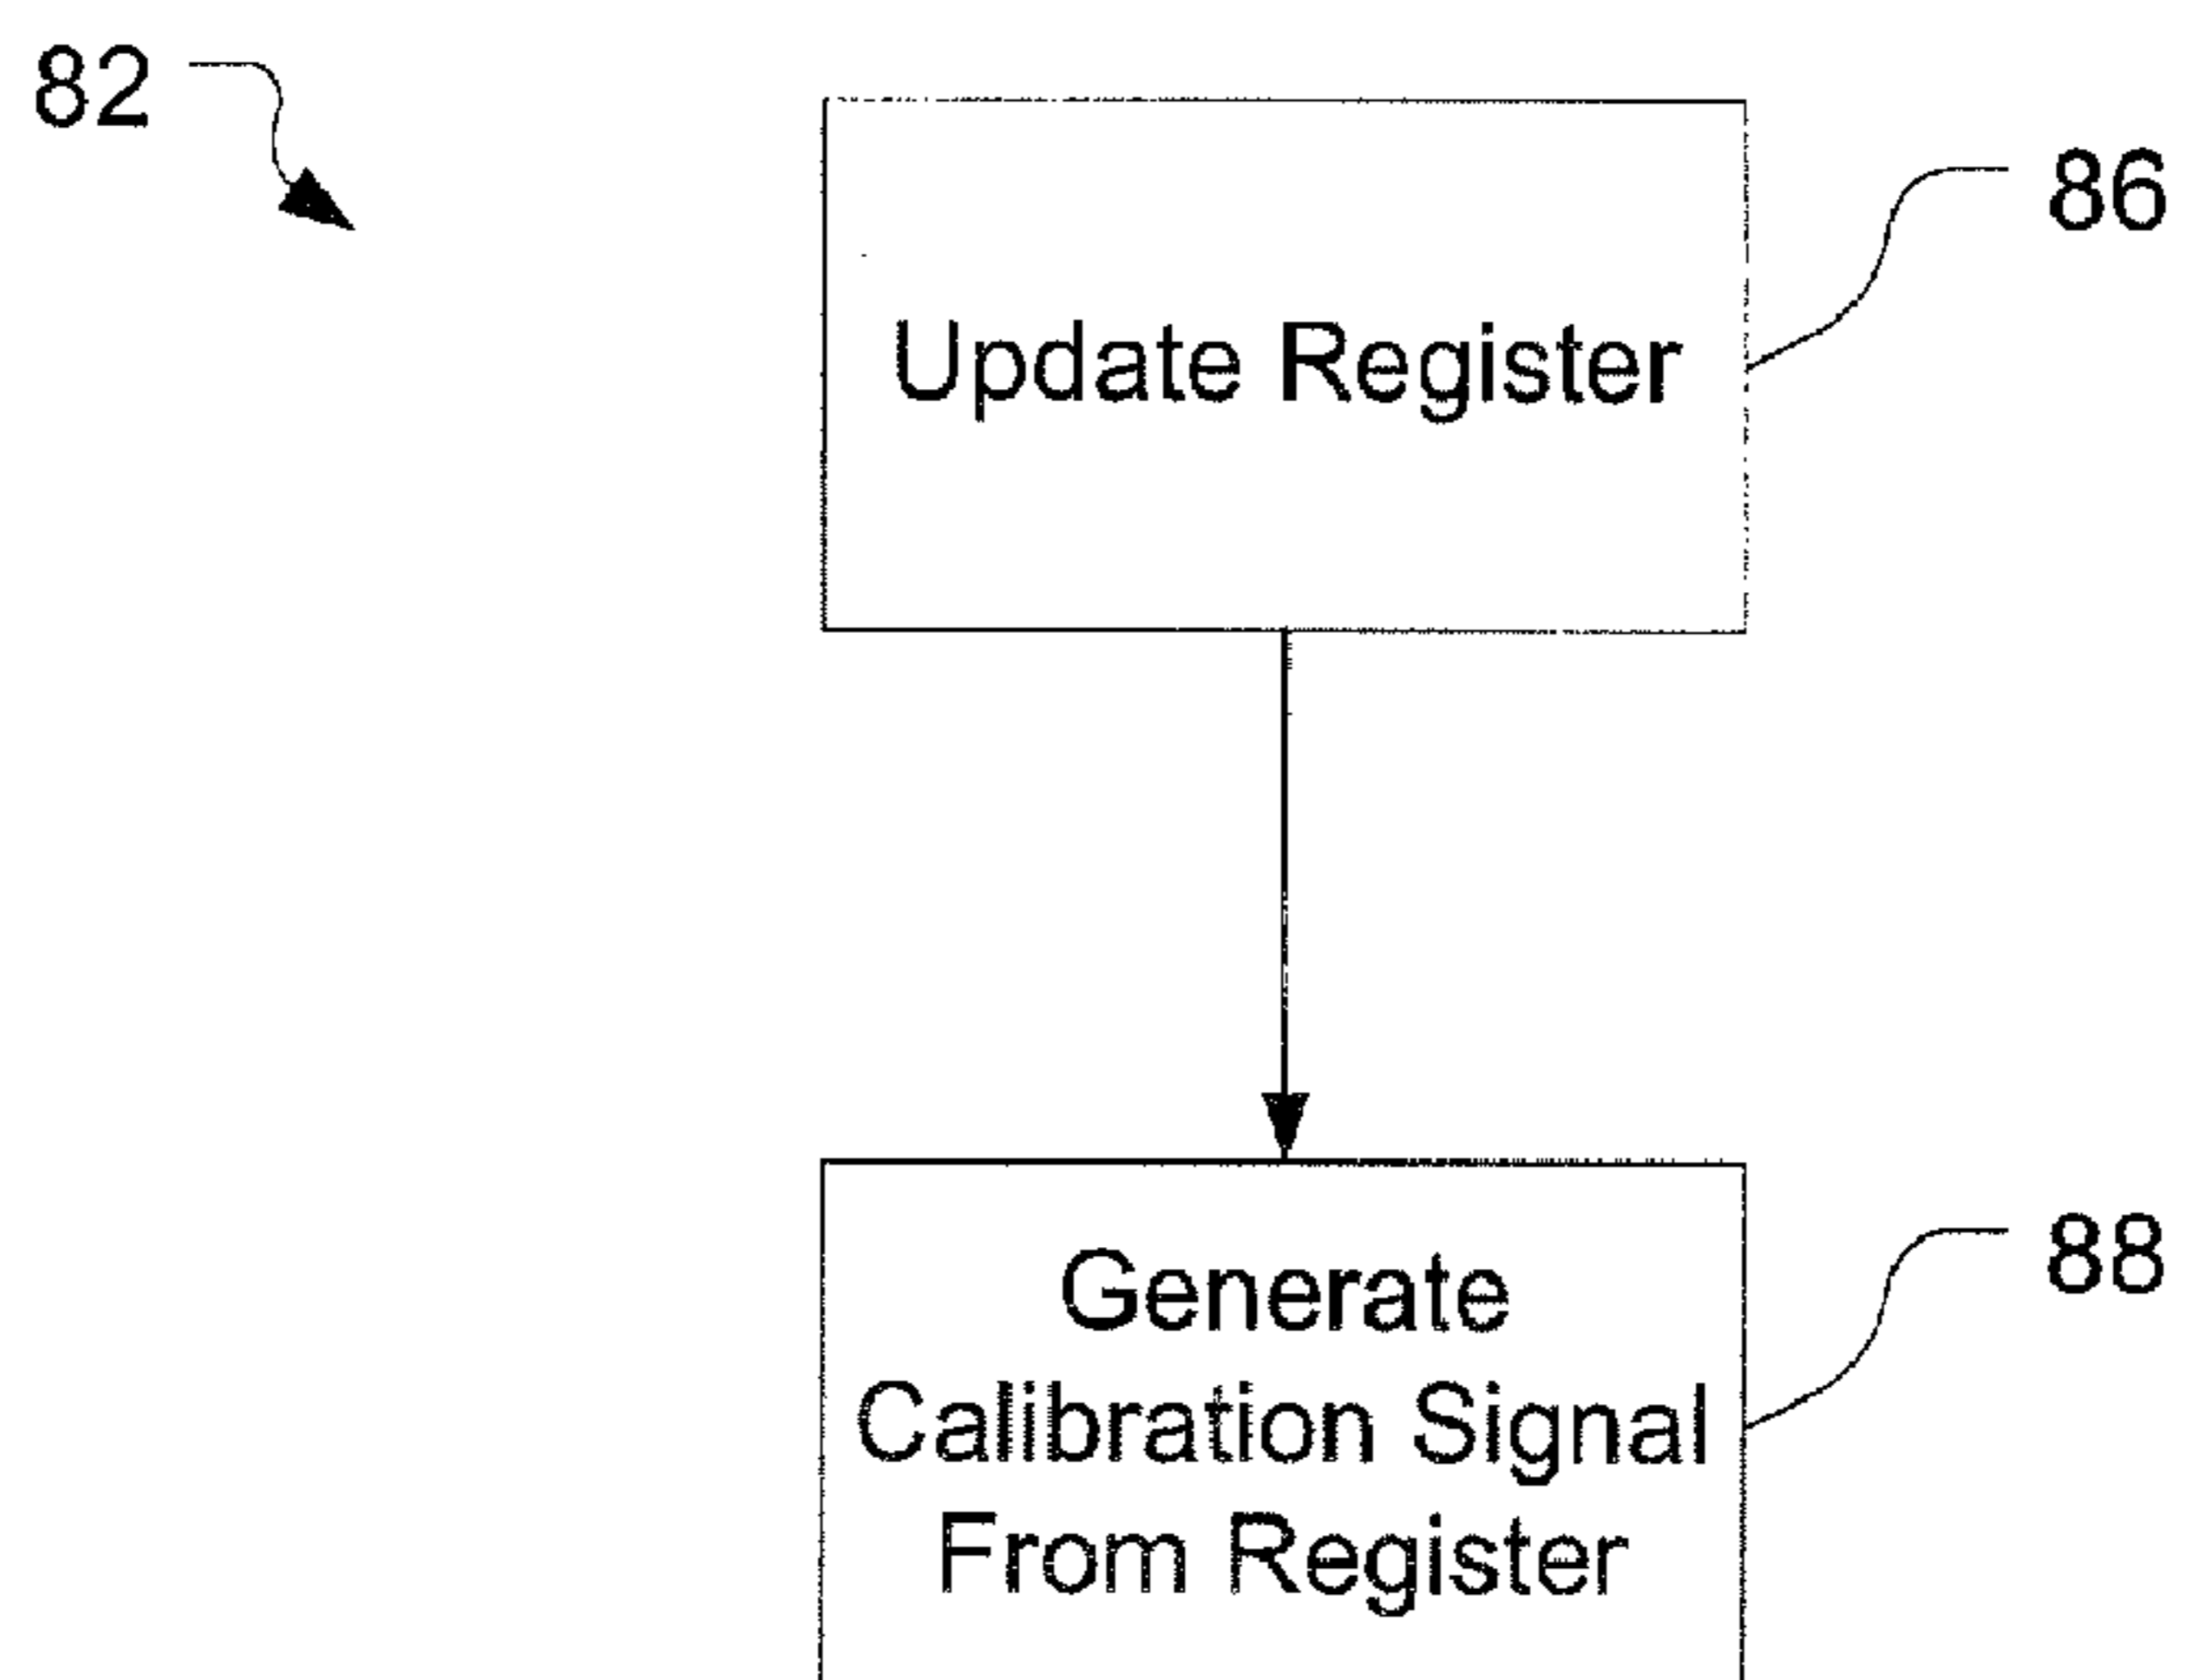 82
86
Update Register
88
Generate
Calibration Signal
From Register